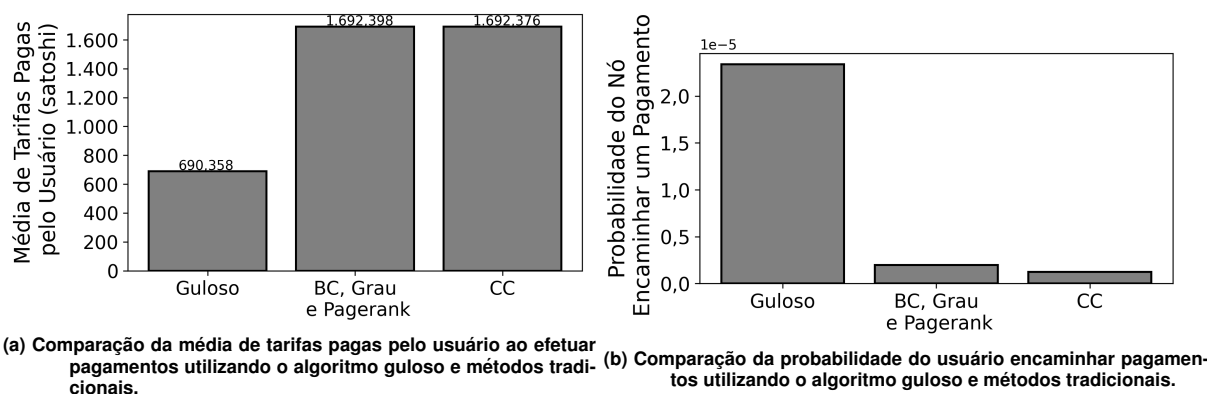 Média de Tarifas Pagas
pelo Usuário (satoshi)
1.600
1.400
1.200
1.000
800
600
400
200
0
690,358
1.692,398
1.692,376
Guloso
BC, Grau
e Pagerank
CC
(a) Comparação da média de tarifas pagas pelo usuário ao efetuar
pagamentos utilizando o algoritmo guloso e métodos tradi-
cionais.
Probabilidade do Nó
Encaminhar um Pagamento
1e−5
2,0
1,5
1,0
0,5
0,0
Guloso
BC, Grau
e Pagerank
CC
(b) Comparação da probabilidade do usuário encaminhar pagamen-
tos utilizando o algoritmo guloso e métodos tradicionais.